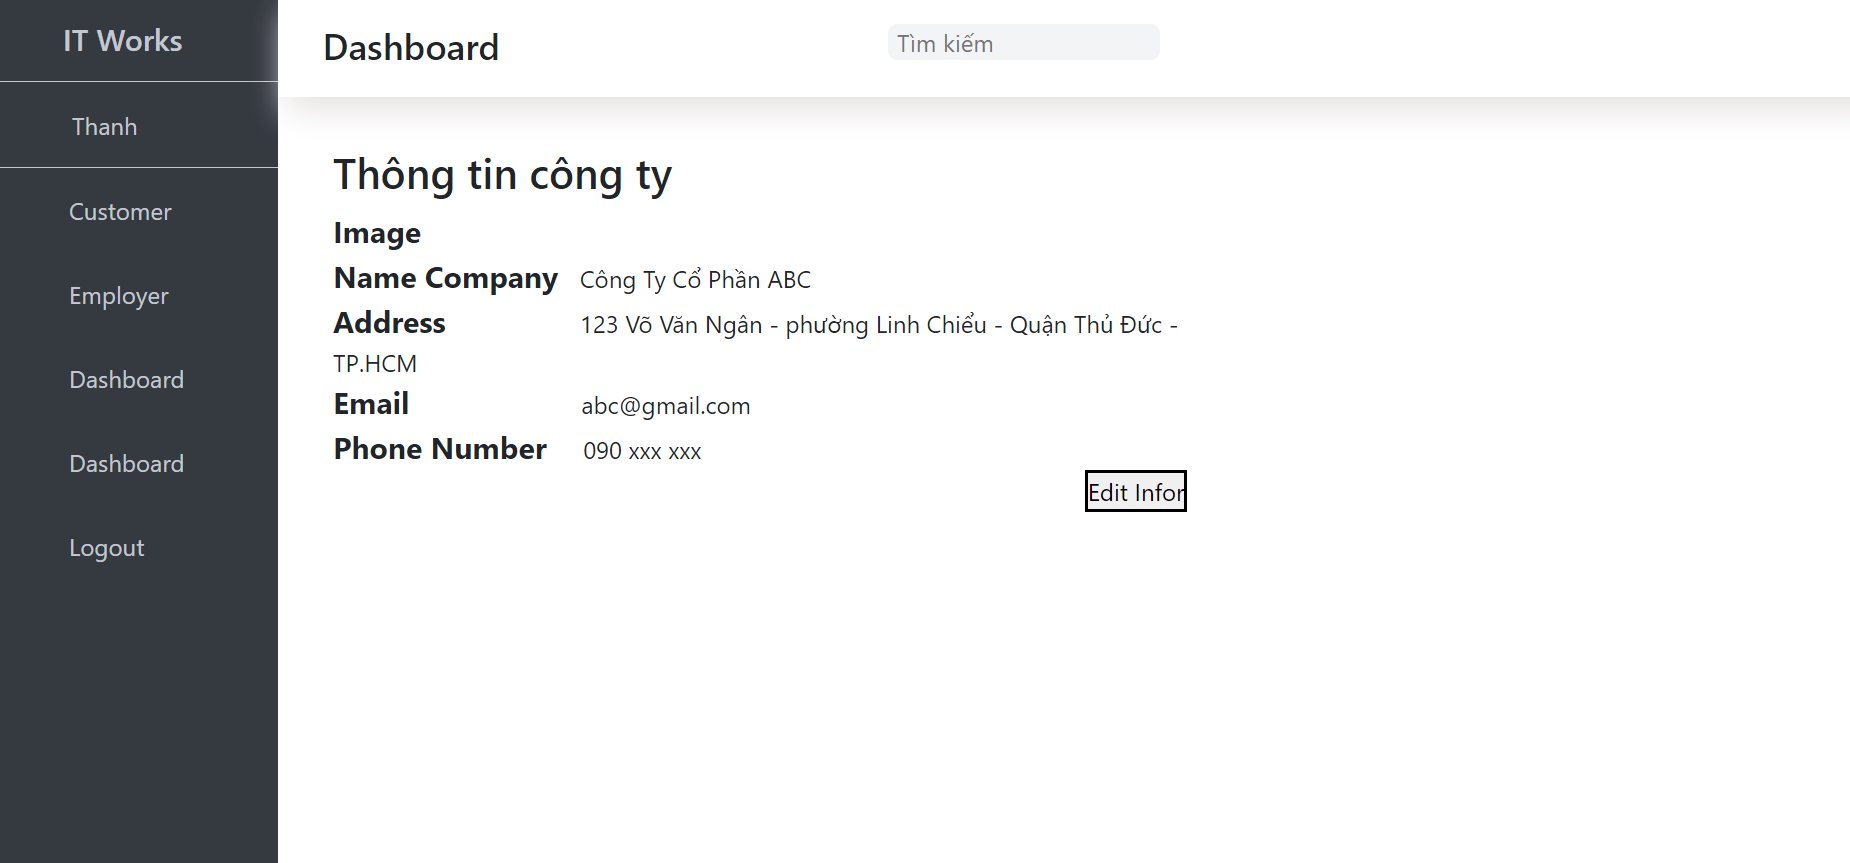 IT Works
Thanh
Customer
Employer
Dashboard
Dashboard
Logout
Dashboard
Tìm kiếm
Thông tin công ty
Image
Name Company Công Ty Cổ Phần ABC
Address 123 Võ Văn Ngân - phường Linh Chiểu - Quận Thủ Đức -
TP.HCM
Email abc@gmail.com
Phone Number 090 xxx xxx
Edit Infor